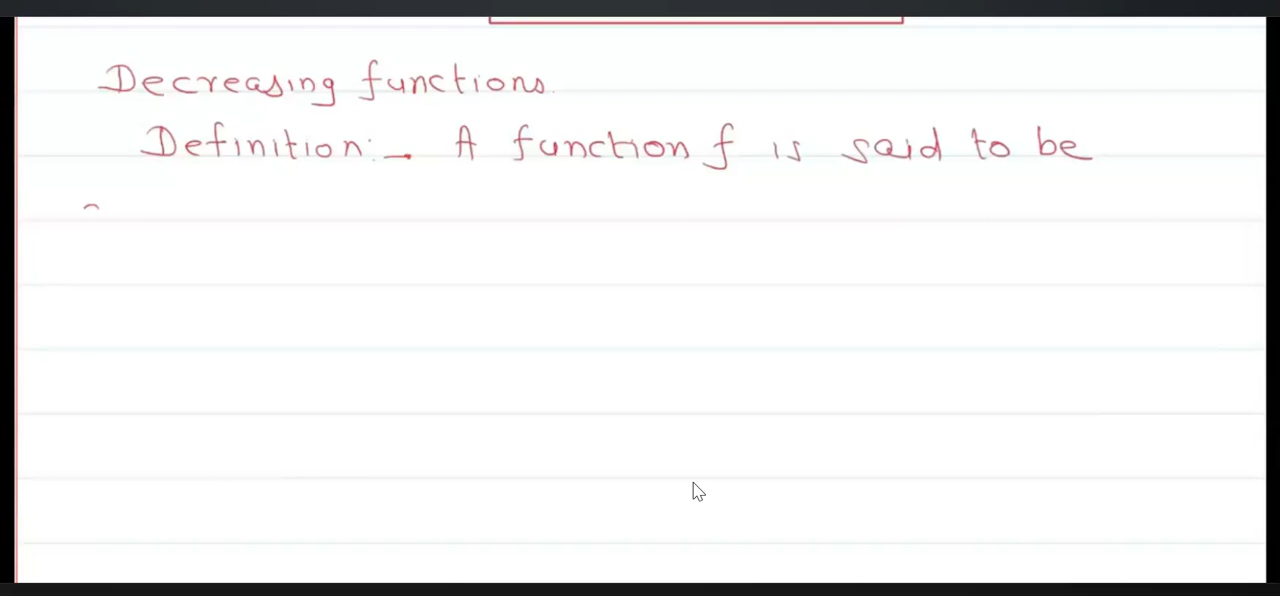 Decreasing functions.
Definition:- A function f is said to be